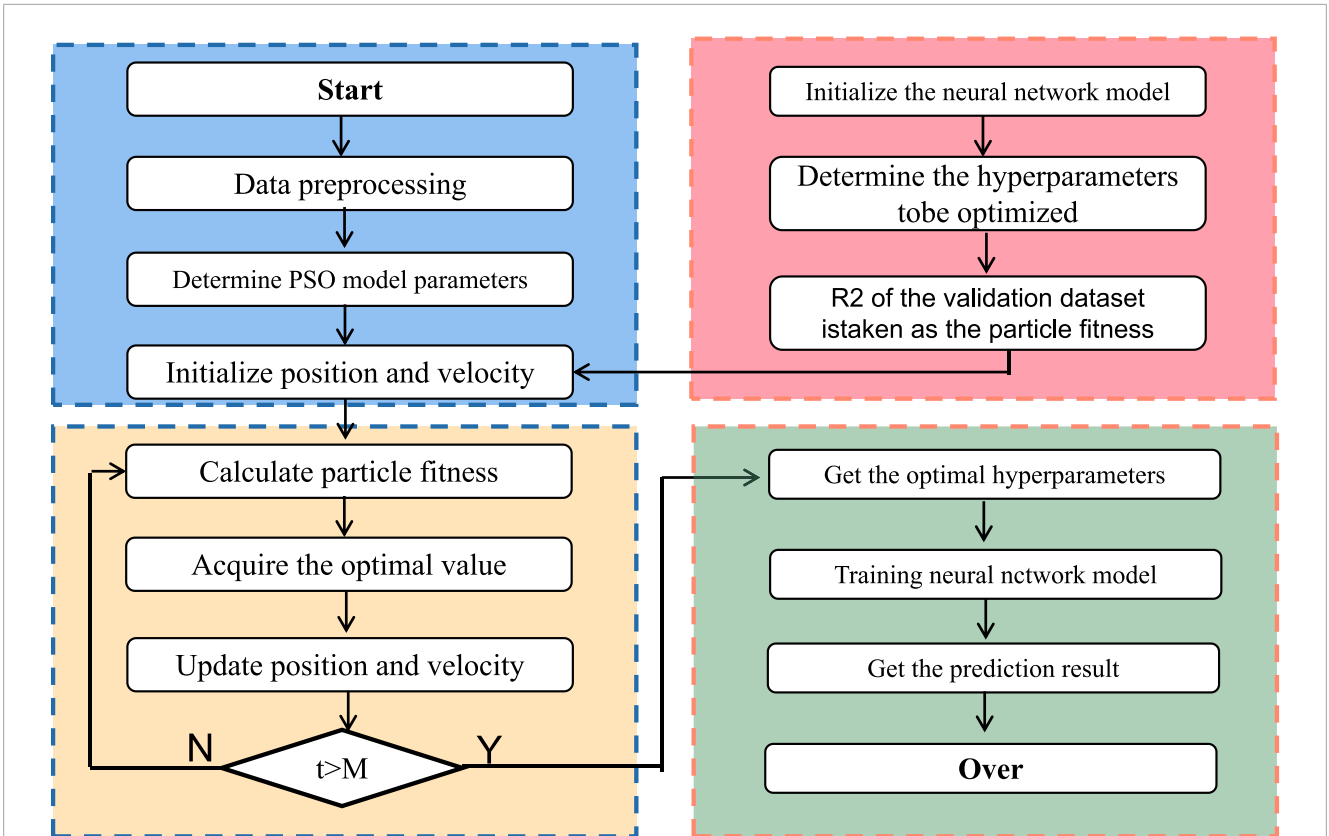 Start
Data preprocessing
Determine PSO model parameters
Initialize position and velocity
Initialize the neural network model
Determine the hyperparameters
tobe optimized
R2 of the validation dataset
istaken as the particle fitness
Calculate particle fitness
Acquire the optimal value
Update position and velocity
N
t>M
Y
Get the optimal hyperparameters
Training neural nctwork model
Get the prediction result
Over